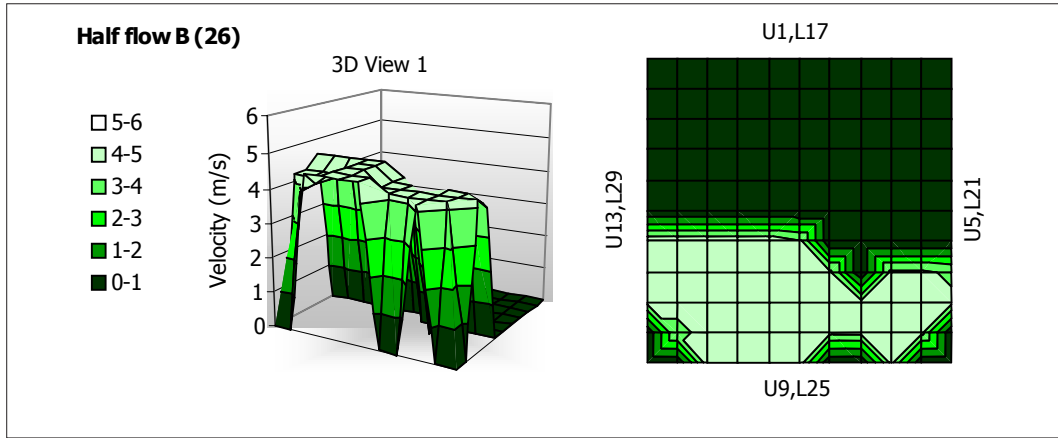 Half flow B (26)
3D View 1
5-6
4-5
3-4
2-3
1-2
0-1
Velocity (m/s)
6
5
4
3
2
1
0
U1,L17
U13,L29
U5,L21
U9,L25